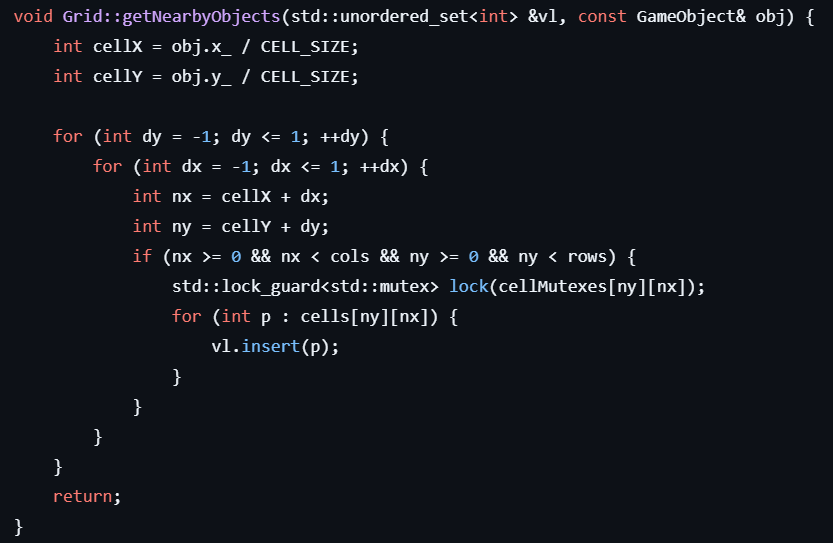 void Grid::getNearbyObjects(std::unordered_set<int> &vl, const GameObject& obj) {
    int cellX = obj.x_ / CELL_SIZE;
    int cellY = obj.y_ / CELL_SIZE;

    for (int dy = -1; dy <= 1; ++dy) {
        for (int dx = -1; dx <= 1; ++dx) {
            int nx = cellX + dx;
            int ny = cellY + dy;
            if (nx >= 0 && nx < cols && ny >= 0 && ny < rows) {
                std::lock_guard<std::mutex> lock(cellMutexes[ny][nx]);
                for (int p : cells[ny][nx]) {
                    vl.insert(p);
                }
            }
        }
    }
    return;
}